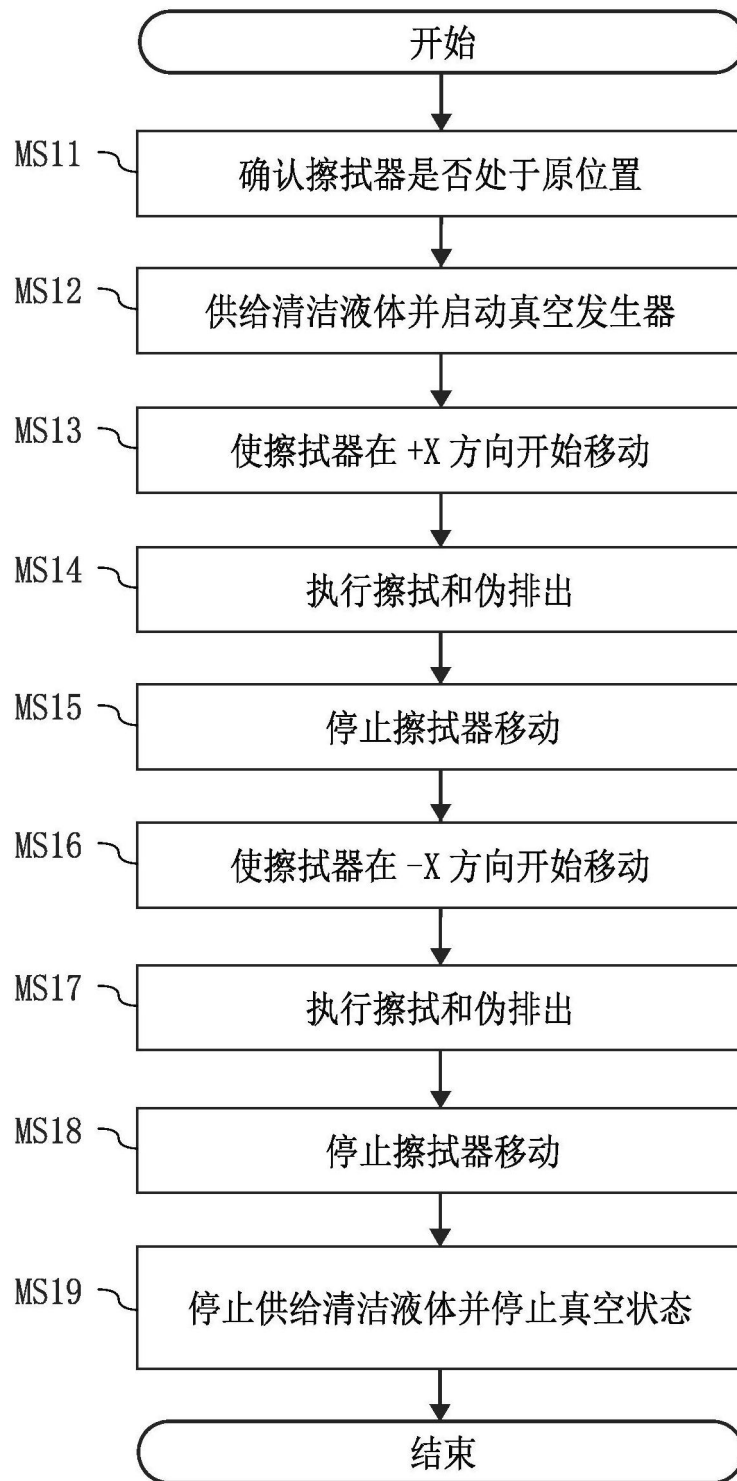 开始
MS11
确认擦拭器是否处于原位置
MS12
供给清洁液体并启动真空发生器
MS13
使擦拭器在 +X 方向开始移动
MS14
执行擦拭和伪排出
MS15
停止擦拭器移动
MS16
使擦拭器在 -X 方向开始移动
MS17
执行擦拭和伪排出
MS18
停止擦拭器移动
MS19
停止供给清洁液体并停止真空状态
结束